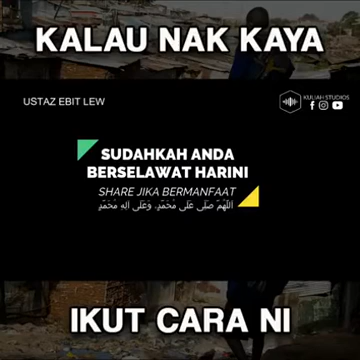 KALAU NAK KAYA
USTAZ EBIT LEW
KULIAH STUDIOS
SUDAHKAH ANDA
BERSELAWAT HARINI
SHARE JIKA BERMANFAAT
اَللّٰهُمَّ صَلِّ عَلَى مُحَمَّدٍ، وَعَلَى آلِ مُحَمَّدٍ
IKUT CARA NI